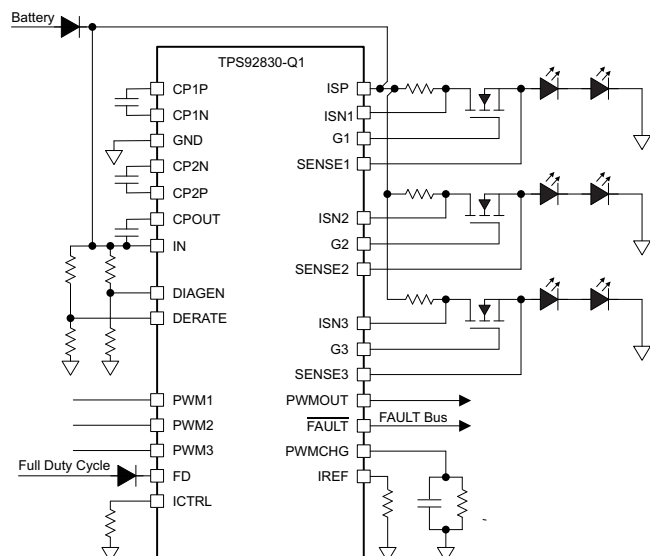 Battery
TPS92830-Q1
CP1P
CP1N
GND
CP2N
CP2P
CPOUT
IN
DIAGEN
DERATE
PWM1
PWM2
PWM3
Full Duty Cycle
FD
ICTRL
ISP
ISN1
G1
SENSE1
ISN2
G2
SENSE2
ISN3
G3
SENSE3
PWMOUT
FAULT
FAULT Bus
PWMCHG
IREF